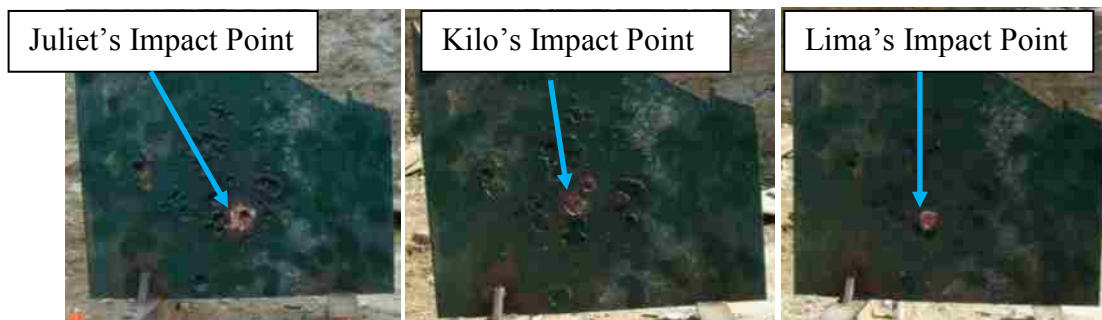 Juliet's Impact Point
Kilo's Impact Point
Lima's Impact Point